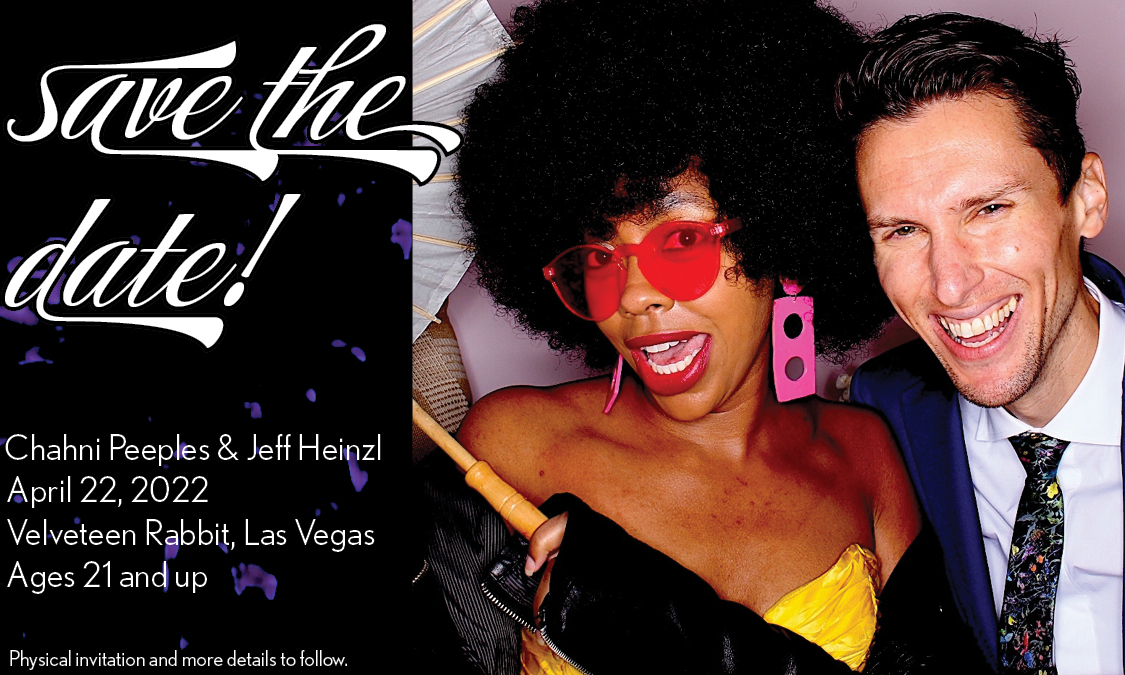 save the
date!
Chahni Peeples & Jeff Heinzl
April 22, 2022
Velveteen Rabbit, Las Vegas
Ages 21 and up
Physical invitation and more details to follow.